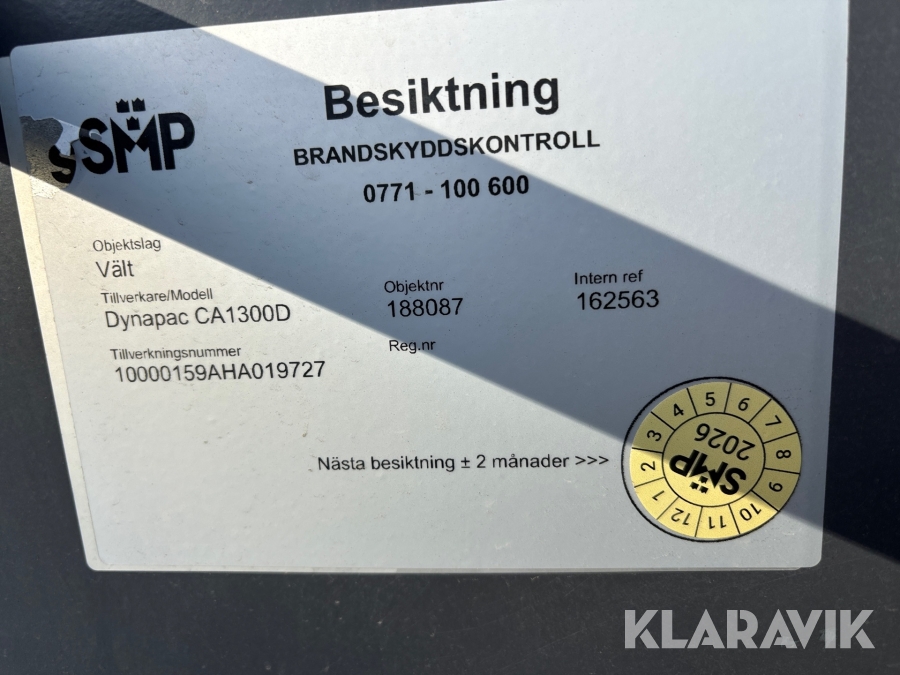 SMP
Besiktning
BRANDSKYDDSKONTROLL
0771 - 100 600
Objektslag
Vält
Tillverkare/Modell
Dynapac CA1300D
Objektnr
188087
Intern ref
162563
Tillverkningsnummer
10000159AHA019727
Reg.nr
Nästa besiktning ± 2 månader >>>
1 2 3 4 5 6 7 8 9 10 11 12
2026
SMP
KLARAVIK